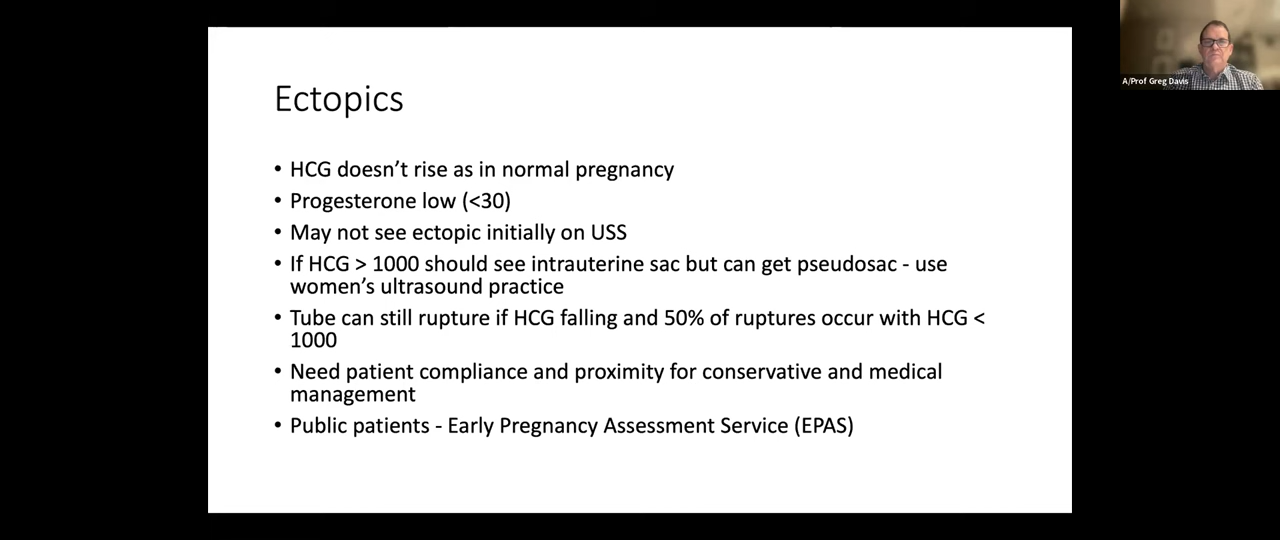 Ectopics
• HCG doesn’t rise as in normal pregnancy
• Progesterone low (<30)
• May not see ectopic initially on USS
• If HCG > 1000 should see intrauterine sac but can get pseudosac - use
women’s ultrasound practice
• Tube can still rupture if HCG falling and 50% of ruptures occur with HCG <
1000
• Need patient compliance and proximity for conservative and medical
management
• Public patients - Early Pregnancy Assessment Service (EPAS)
A/Prof Greg Davis